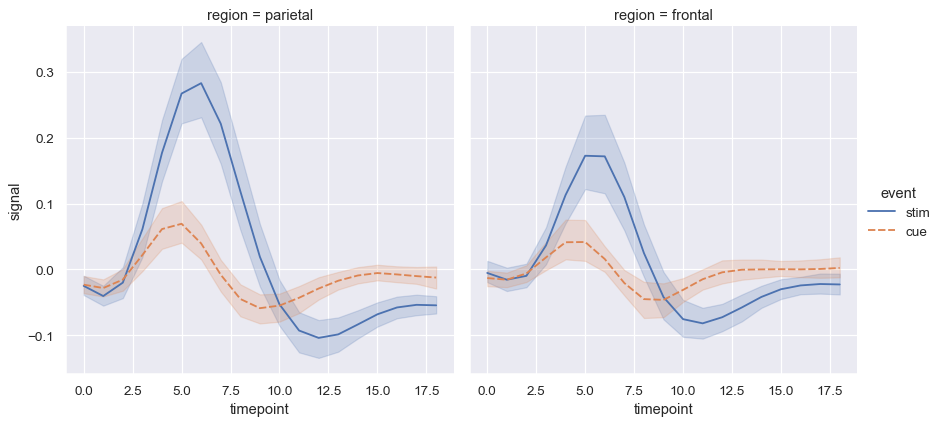 region = parietal
region = frontal
signal
0.3
0.2
0.1
0.0
−0.1
0.0 2.5 5.0 7.5 10.0 12.5 15.0 17.5
timepoint
0.0 2.5 5.0 7.5 10.0 12.5 15.0 17.5
timepoint
event
stim
cue